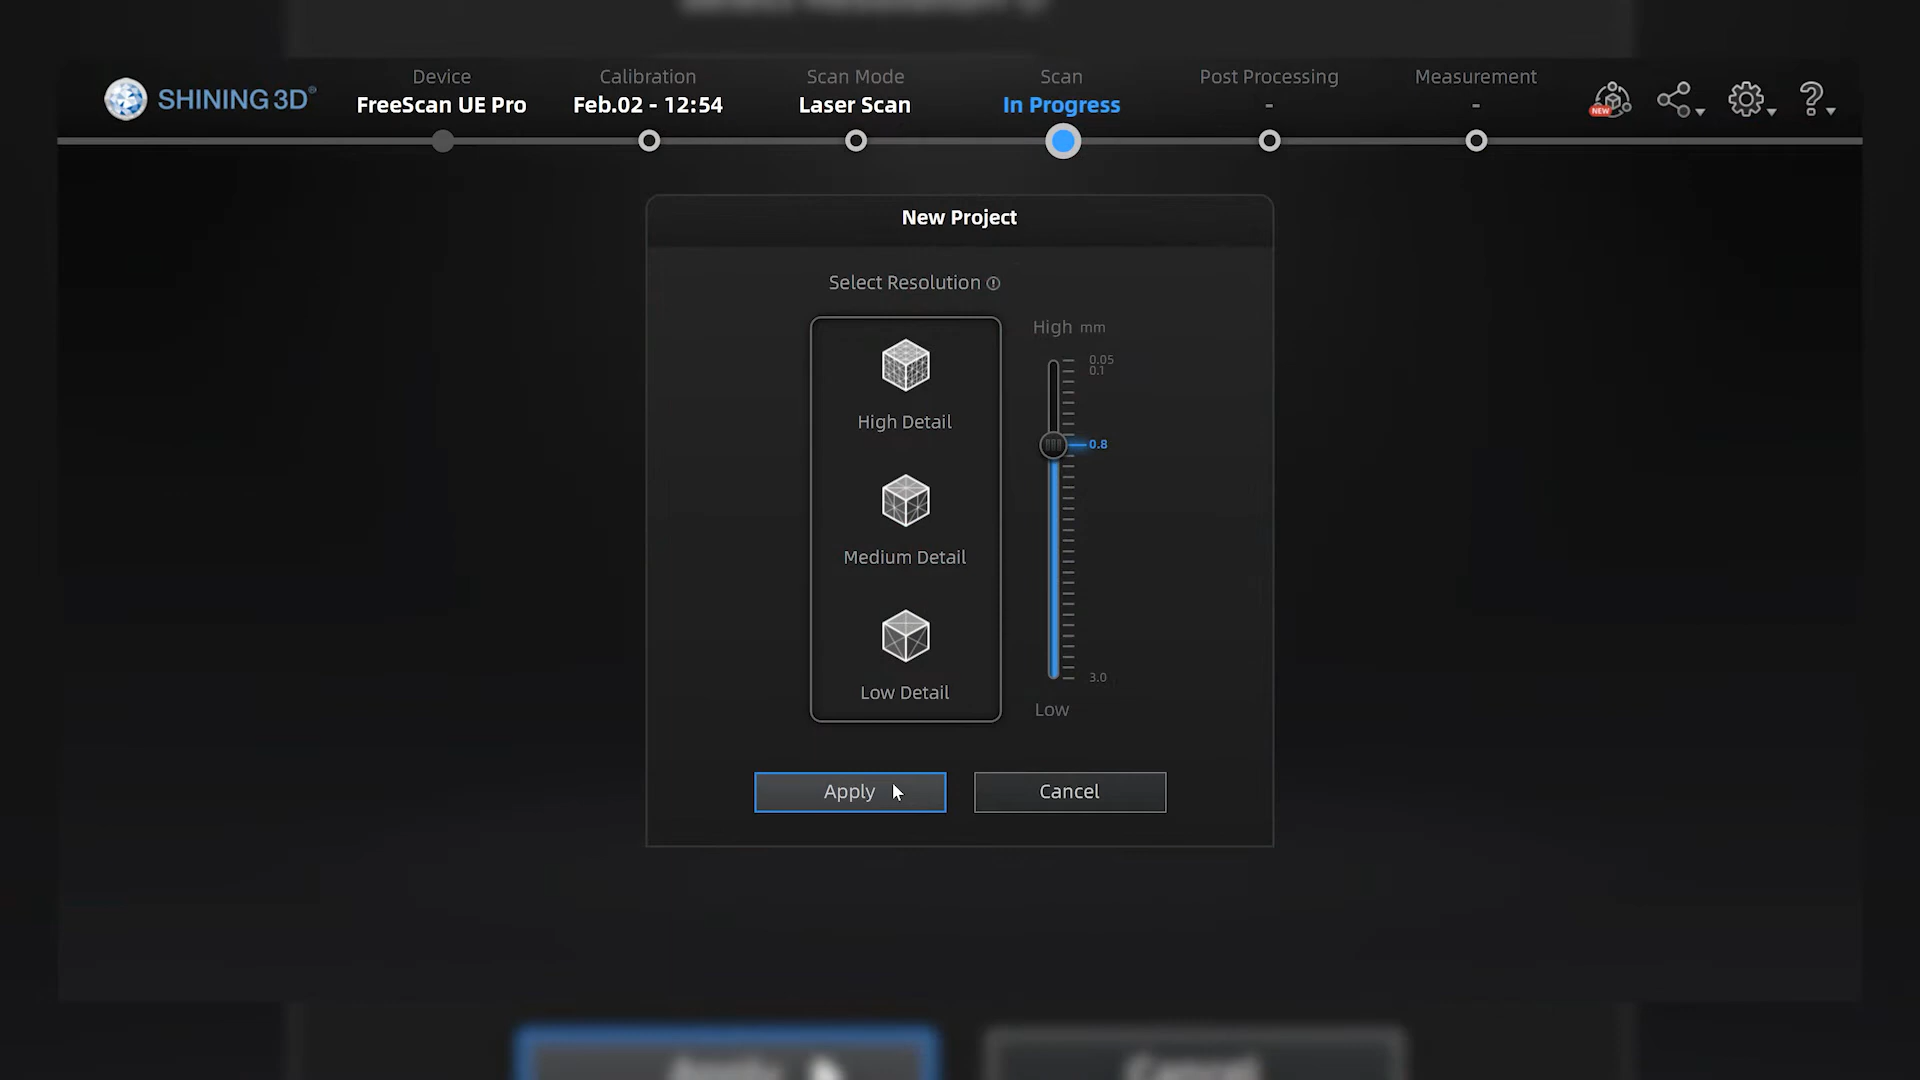 Device
Calibration
Scan Mode
Scan
Post Processing
Measurement
SHINING 3D®
FreeScan UE Pro
Feb.02 - 12:54
Laser Scan
In Progress
-
-
NEW
New Project
Select Resolution
High mm
0.05
0.1
High Detail
0.8
Medium Detail
3.0
Low Detail
Low
Apply
Cancel
Apply
Cancel